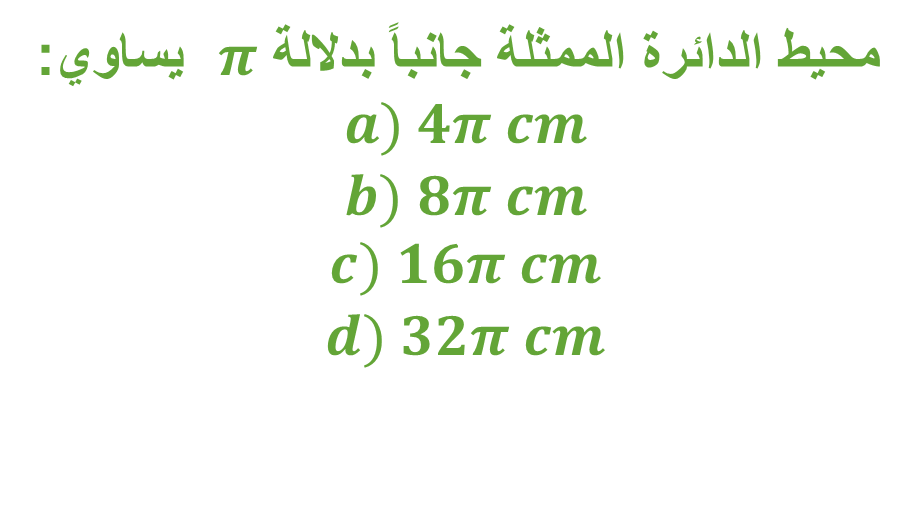 محيط الدائرة الممثلة جانباً بدلالة π يساوي:
a) 4π cm
b) 8π cm
c) 16π cm
d) 32π cm